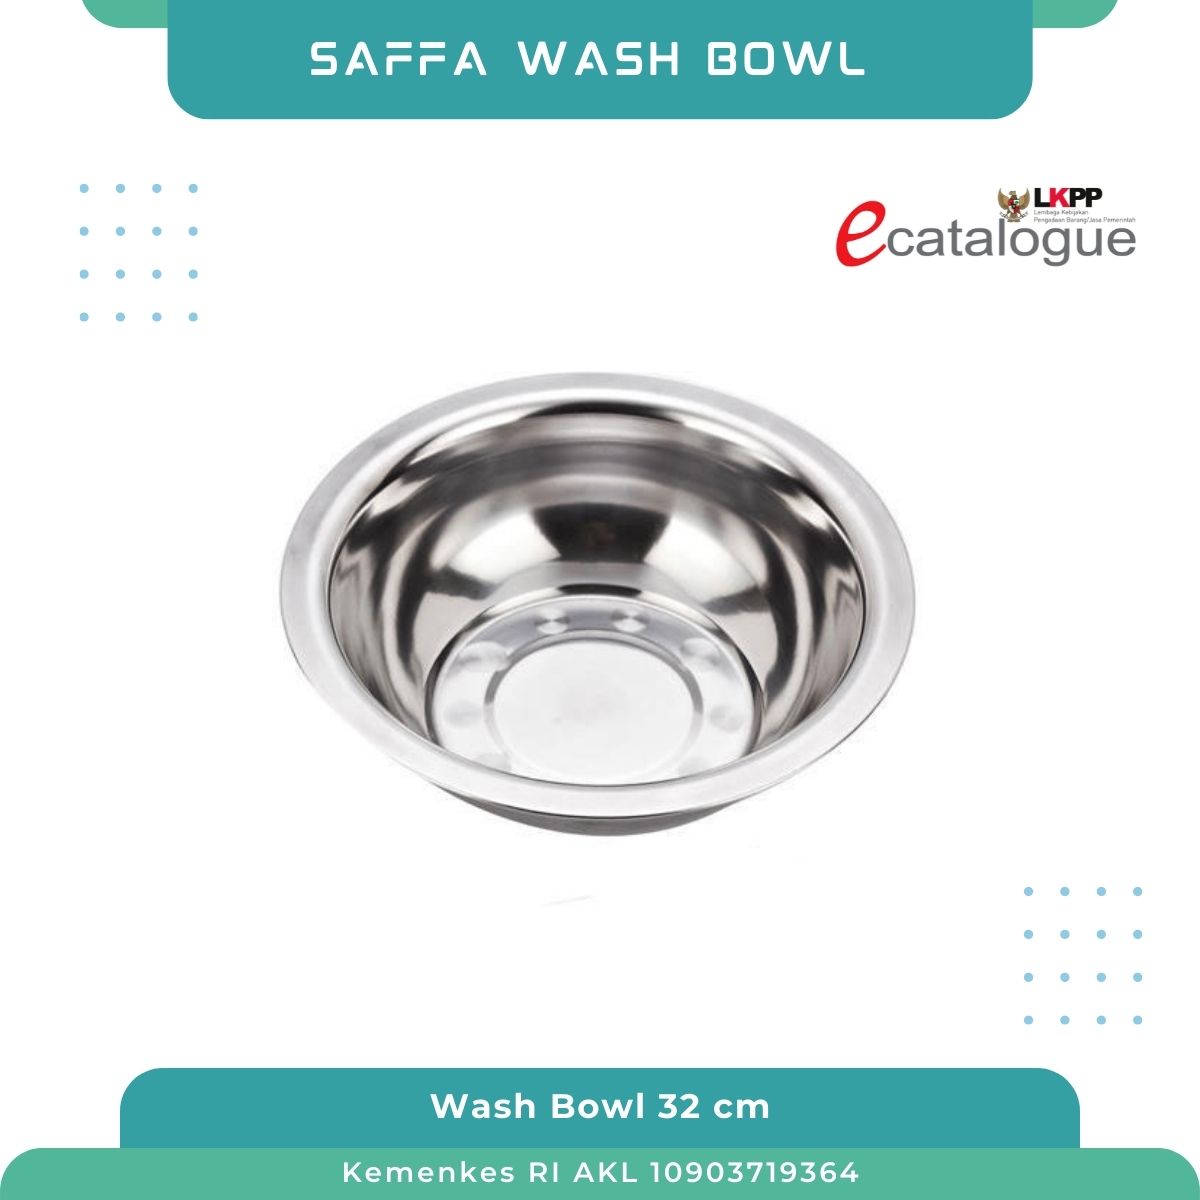 SAFFA WASH BOWL
LKPP
Lembaga Kebijakan
Pengadaan Barang/Jasa Pemerintah
ecatalogue
Wash Bowl 32 cm
Kemenkes RI AKL 10903719364